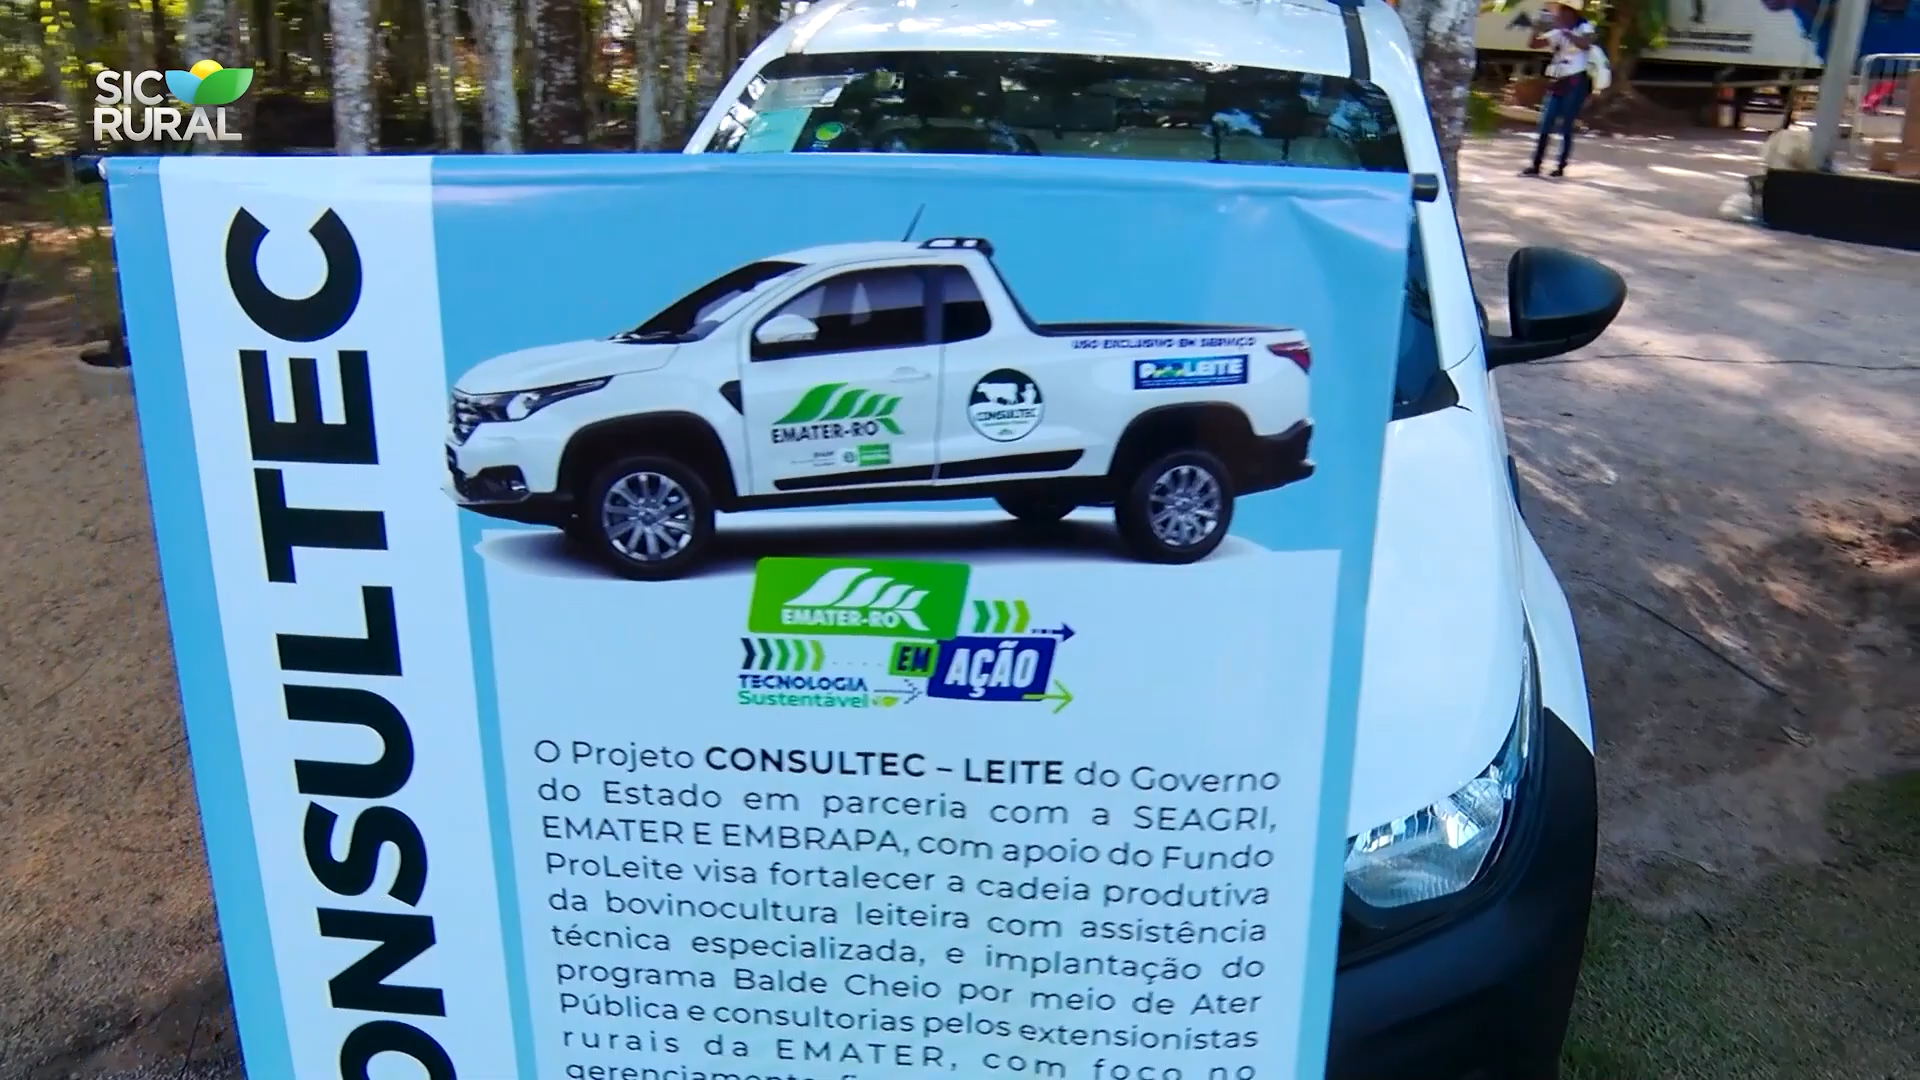 SIC
RURAL
CONSULTEC
USO EXCLUSIVO EM SERVIÇO
PROLEITE
EMATER-RO
CONSULTEC
EMATER-RO
EM AÇÃO
TECNOLOGIA
Sustentável
O Projeto CONSULTEC – LEITE do Governo
do Estado em parceria com a SEAGRI,
EMATER E EMBRAPA, com apoio do Fundo
ProLeite visa fortalecer a cadeia produtiva
da bovinocultura leiteira com assistência
técnica especializada, e implantação do
programa Balde Cheio por meio de Ater
Pública e consultorias pelos extensionistas
rurais da EMATER, com foco no
gerenciamento